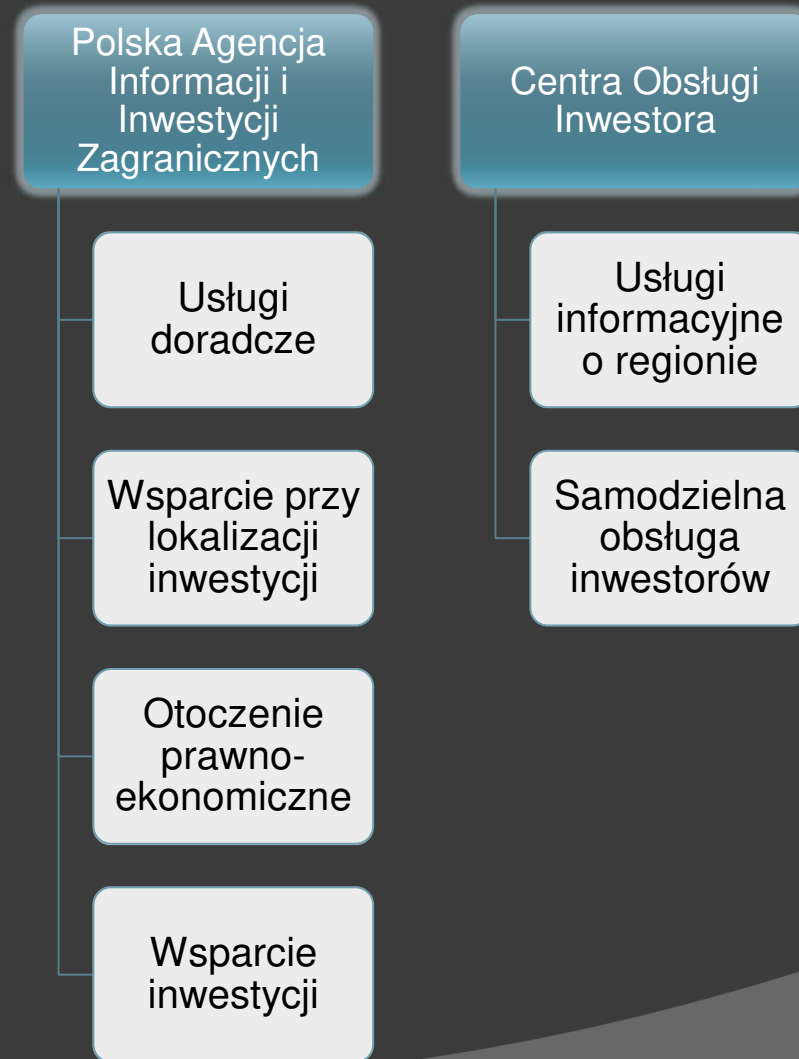 Polska Agencja
Informacji i
Inwestycji
Zagranicznych
Usługi
doradcze
Wsparcie przy
lokalizacji
inwestycji
Otoczenie
prawno-
ekonomiczne
Wsparcie
inwestycji
Centra Obsługi
Inwestora
Usługi
informacyjne
o regionie
Samodzielna
obsługa
inwestorów